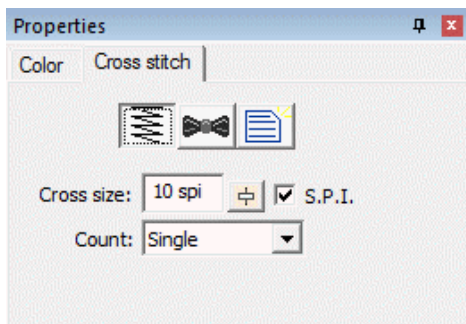 Properties
Color Cross stitch
Cross size: 10 spi S.P.I.
Count: Single